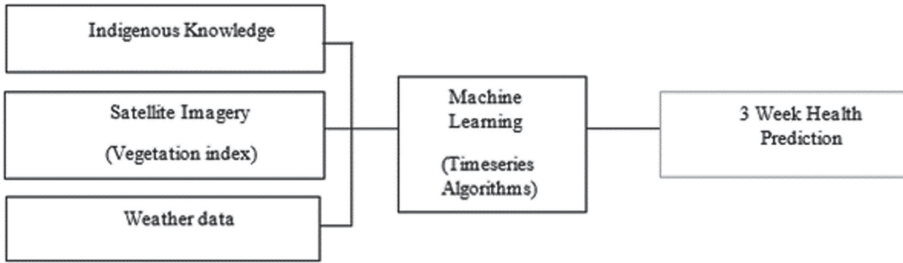 Indigenous Knowledge
Satellite Imagery
(Vegetation index)
Weather data
Machine
Learning
(Timeseries
Algorithms)
3 Week Health
Prediction